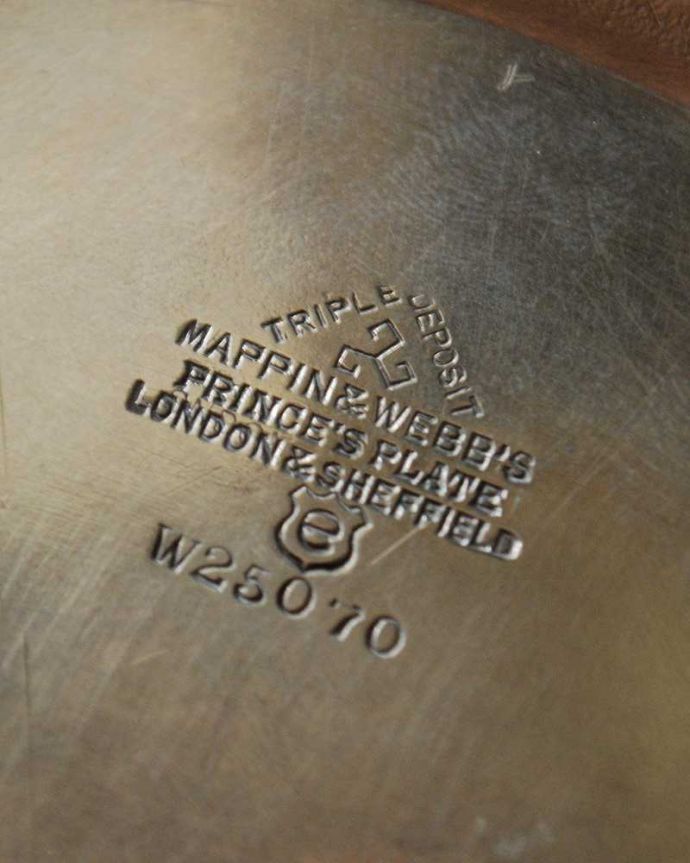 TRIPLE DEPOSIT
MAPPIN & WEBB'S
PRINCE'S PLATE
LONDON & SHEFFIELD
e
W25070